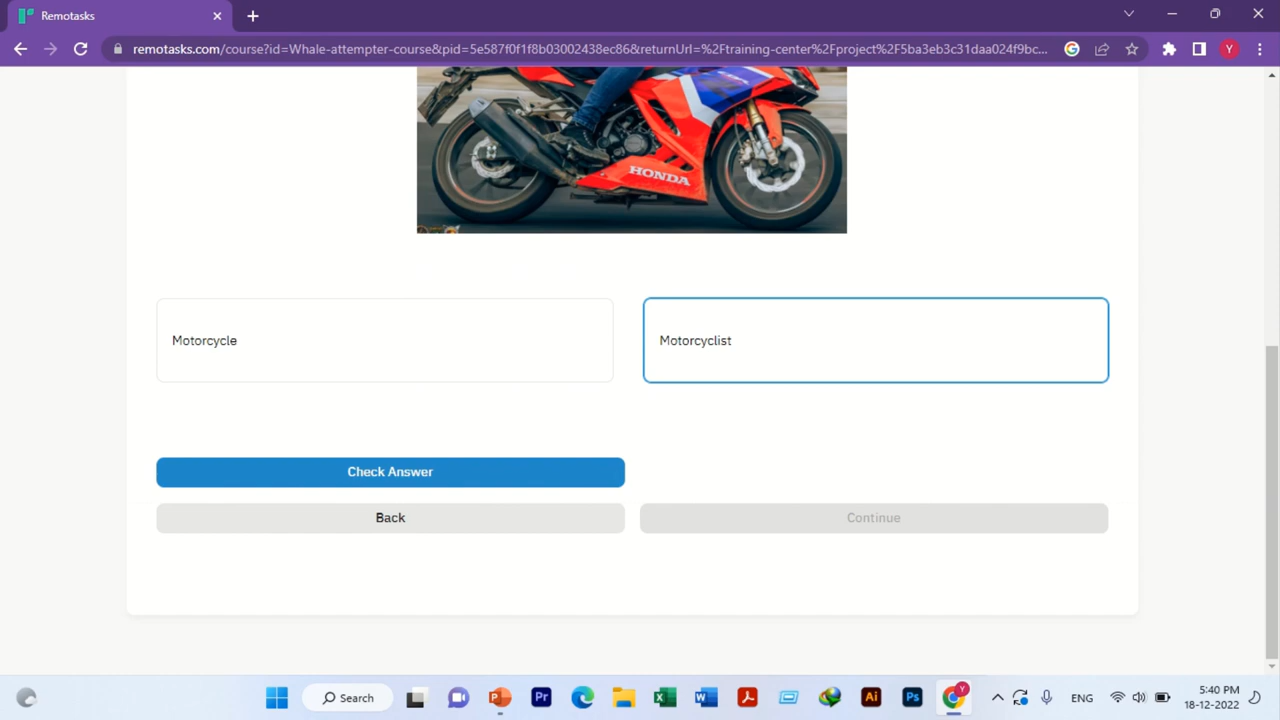 Remotasks
remotasks.com/course?id=Whale-attempter-course&pid=5e587f0f1f8b03002438ec86&returnUrl=%2Ftraining-center%2Fproject%2F5ba3eb3c31daa024f9bc...
Y
HONDA
Motorcycle
Motorcyclist
Check Answer
Back
Continue
Search
ENG
5:40 PM
18-12-2022